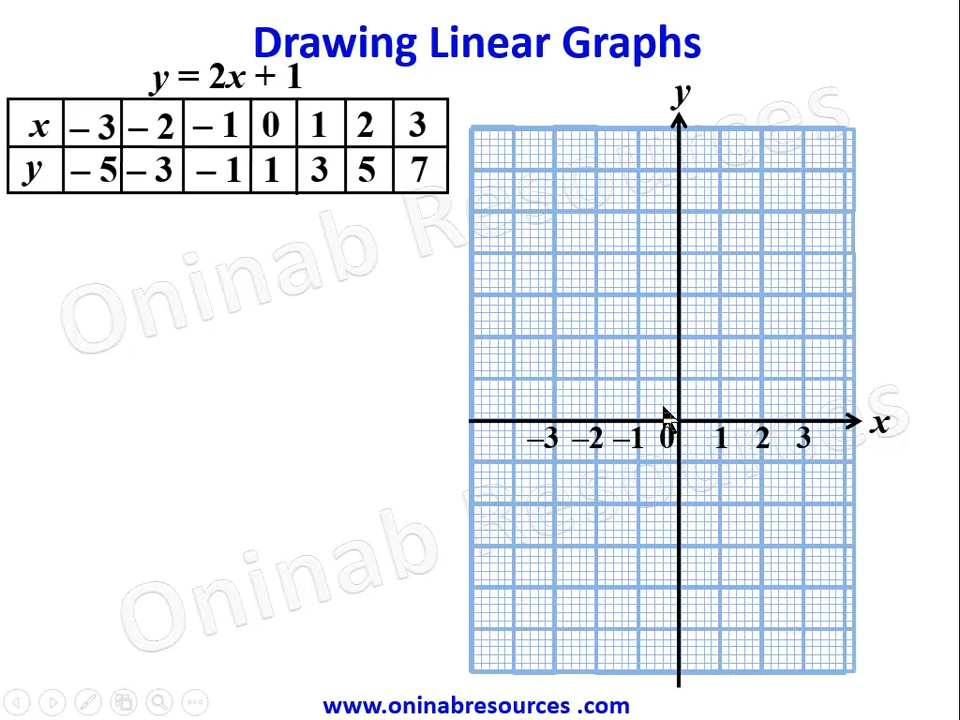 Drawing Linear Graphs
y = 2x + 1
x – 3 – 2 – 1 0 1 2 3
y – 5 – 3 – 1 1 3 5 7
y
x
–3 –2 –1 0 1 2 3
Oninab Resources
Oninab Resources
www.oninabresources .com